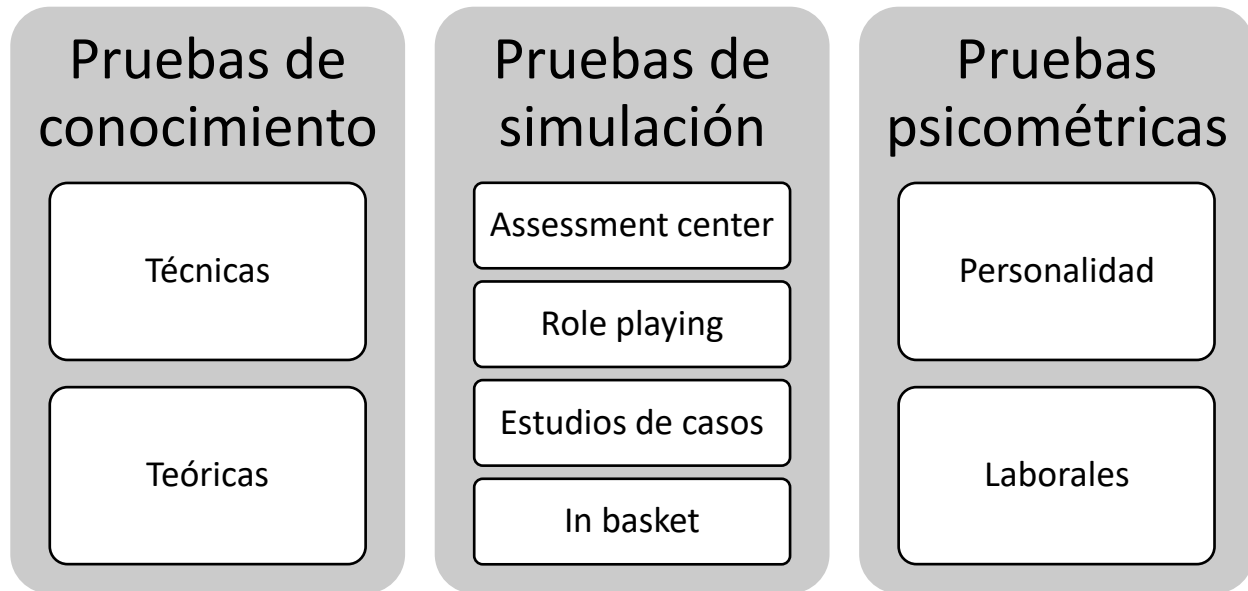 Pruebas de
conocimiento
Técnicas
Teóricas
Pruebas de
simulación
Assessment center
Role playing
Estudios de casos
In basket
Pruebas
psicométricas
Personalidad
Laborales